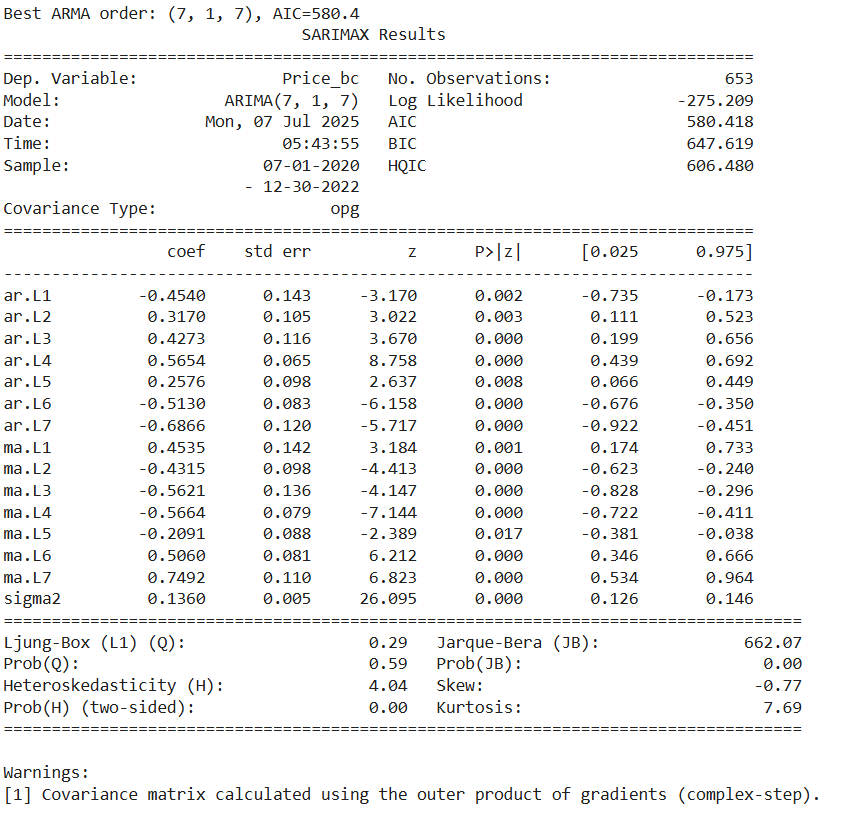 Best ARMA order: (7, 1, 7), AIC=580.4
SARIMAX Results
==============================================================================
Dep. Variable: Price_bc No. Observations: 653
Model: ARIMA(7, 1, 7) Log Likelihood -275.209
Date: Mon, 07 Jul 2025 AIC 580.418
Time: 05:43:55 BIC 647.619
Sample: 07-01-2020 HQIC 606.480
- 12-30-2022
Covariance Type: opg
==============================================================================
coef std err z P>|z| [0.025 0.975]
------------------------------------------------------------------------------
ar.L1 -0.4540 0.143 -3.170 0.002 -0.735 -0.173
ar.L2 0.3170 0.105 3.022 0.003 0.111 0.523
ar.L3 0.4273 0.116 3.670 0.000 0.199 0.656
ar.L4 0.5654 0.065 8.758 0.000 0.439 0.692
ar.L5 0.2576 0.098 2.637 0.008 0.066 0.449
ar.L6 -0.5130 0.083 -6.158 0.000 -0.676 -0.350
ar.L7 -0.6866 0.120 -5.717 0.000 -0.922 -0.451
ma.L1 0.4535 0.142 3.184 0.001 0.174 0.733
ma.L2 -0.4315 0.098 -4.413 0.000 -0.623 -0.240
ma.L3 -0.5621 0.136 -4.147 0.000 -0.828 -0.296
ma.L4 -0.5664 0.079 -7.144 0.000 -0.722 -0.411
ma.L5 -0.2091 0.088 -2.389 0.017 -0.381 -0.038
ma.L6 0.5060 0.081 6.212 0.000 0.346 0.666
ma.L7 0.7492 0.110 6.823 0.000 0.534 0.964
sigma2 0.1360 0.005 26.095 0.000 0.126 0.146
===================================================================================
Ljung-Box (L1) (Q): 0.29 Jarque-Bera (JB): 662.07
Prob(Q): 0.59 Prob(JB): 0.00
Heteroskedasticity (H): 4.04 Skew: -0.77
Prob(H) (two-sided): 0.00 Kurtosis: 7.69
===================================================================================
Warnings:
[1] Covariance matrix calculated using the outer product of gradients (complex-step).